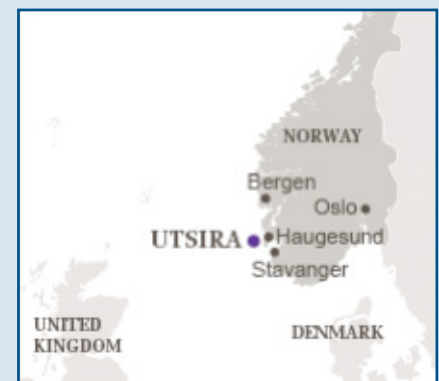 NORWAY
Bergen
Oslo
UTSIRA
Haugesund
Stavanger
UNITED
KINGDOM
DENMARK